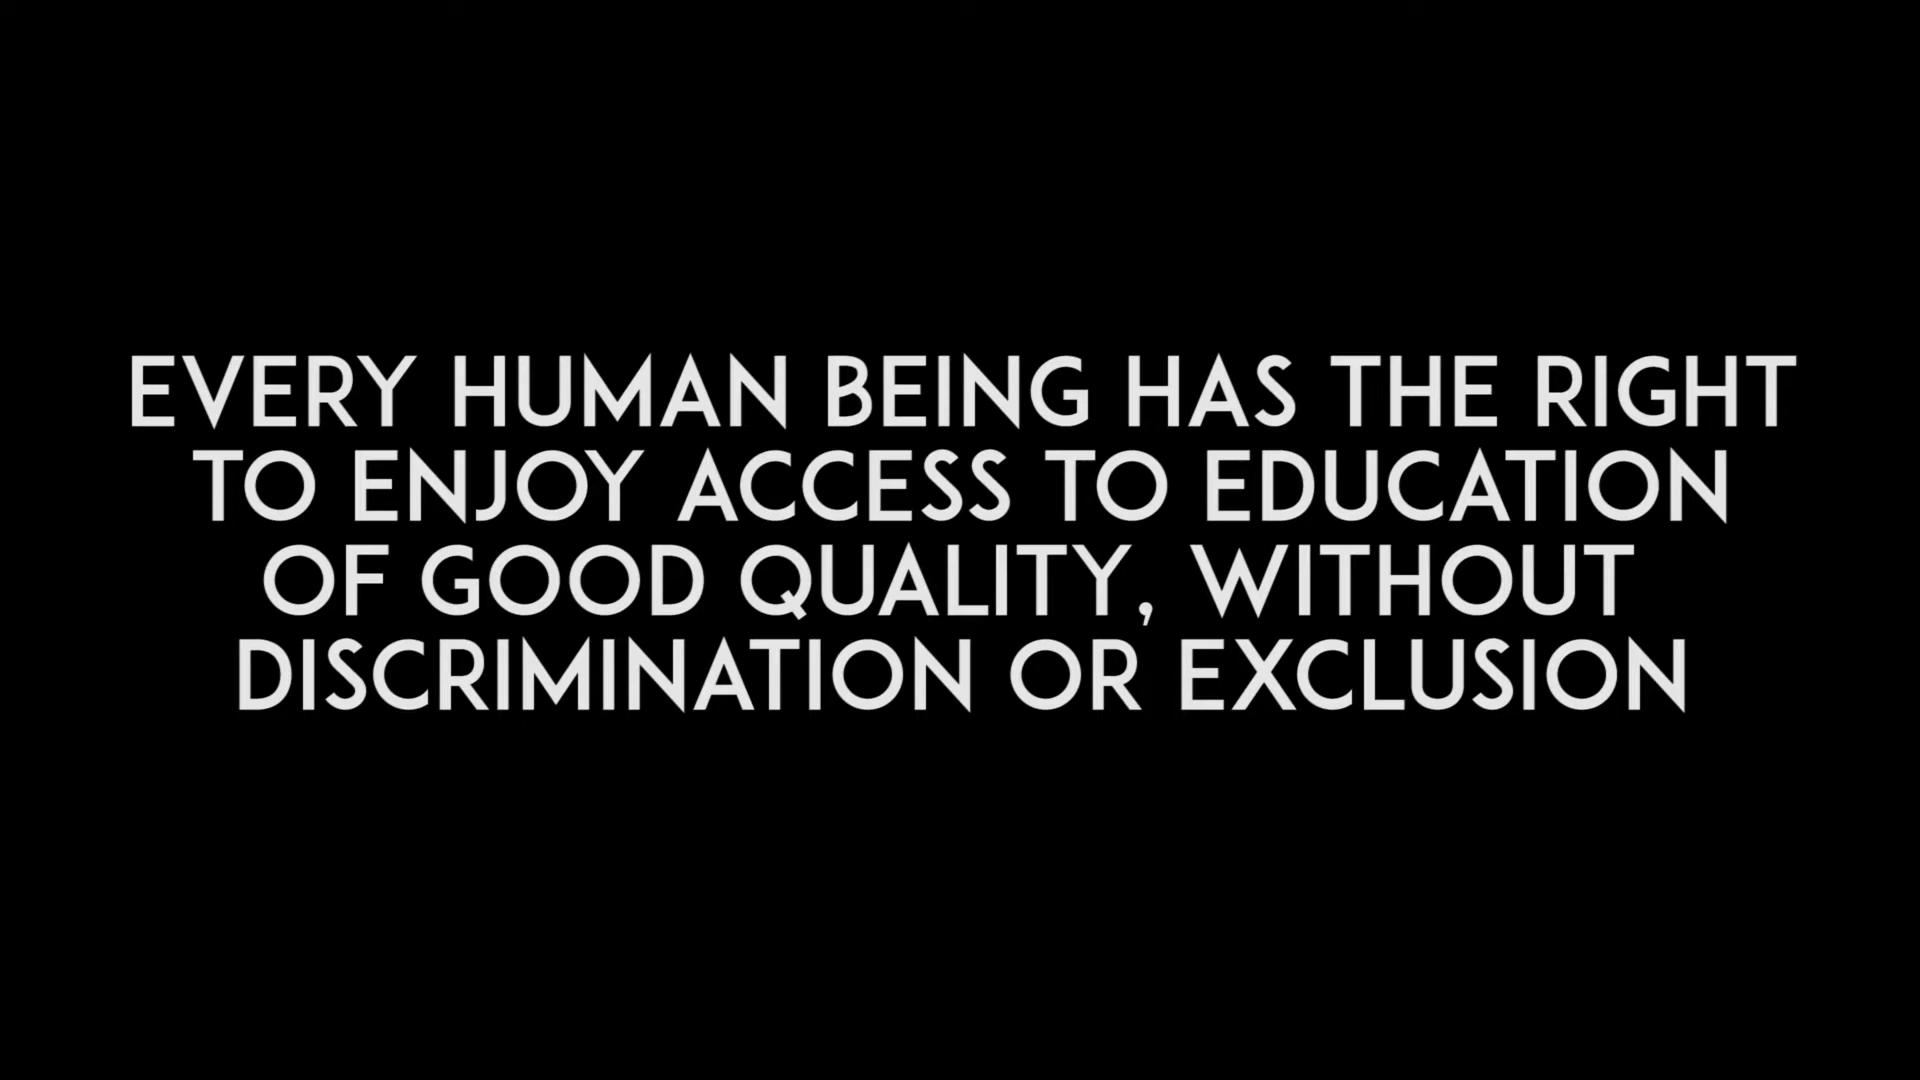 EVERY HUMAN BEING HAS THE RIGHT
TO ENJOY ACCESS TO EDUCATION
OF GOOD QUALITY, WITHOUT
DISCRIMINATION OR EXCLUSION